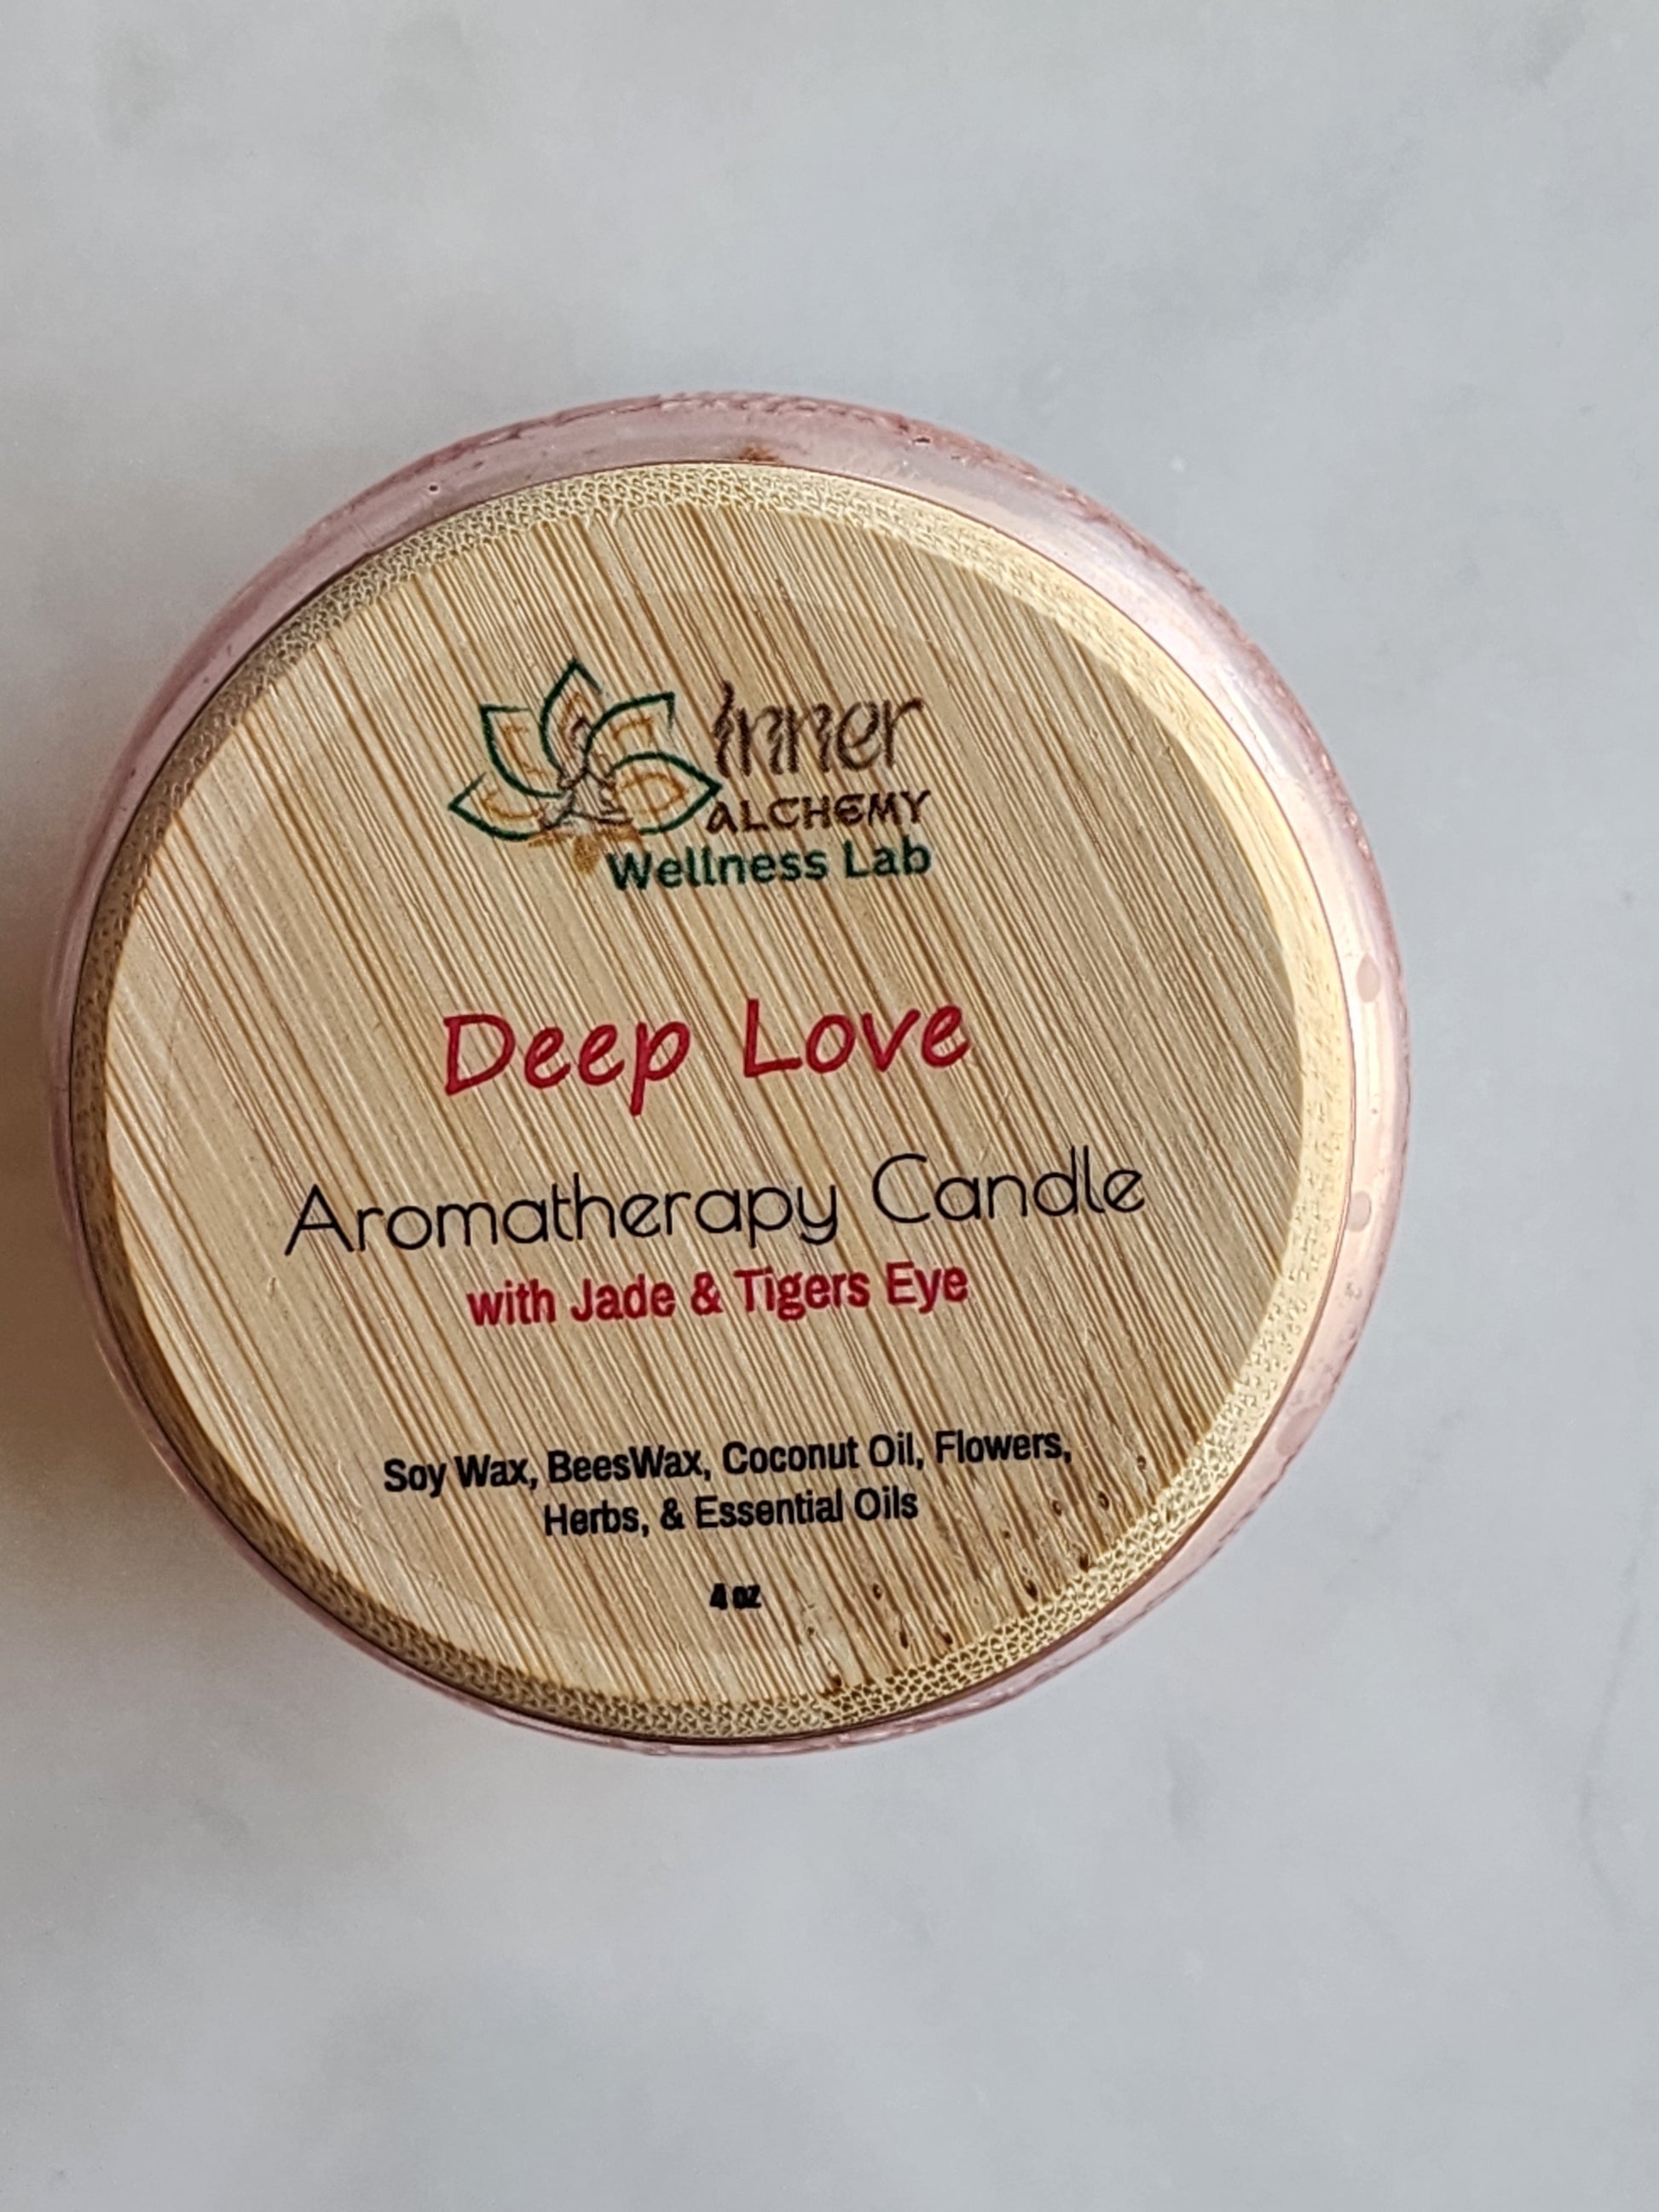 Inner
ALCHEMY
Wellness Lab
Deep Love
Aromatherapy Candle
with Jade & Tigers Eye
Soy Wax, BeesWax, Coconut Oil, Flowers,
Herbs, & Essential Oils
4 oz